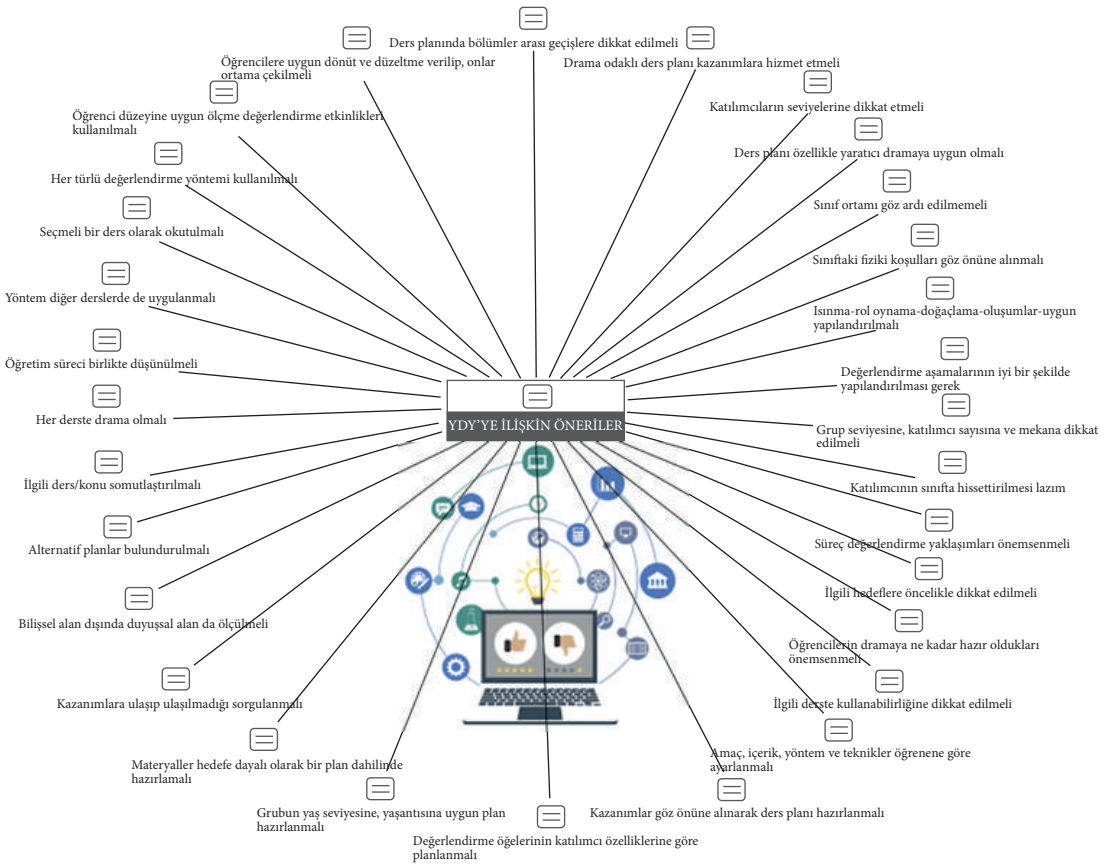 Ders planında bölümler arası geçişlere dikkat edilmeli
Drama odaklı ders planı kazanımlara hizmet etmeli
Katılımcıların seviyelerine dikkat etmeli
Ders planı özellikle yaratıcı dramaya uygun olmalı
Sınıf ortamı göz ardı edilmemeli
Sınıftaki fiziki koşulları göz önüne alınmalı
Isınma-rol oynama-doğaçlama-oluşumlar-uygun
yapılandırılmalı
Değerlendirme aşamalarının iyi bir şekilde
yapılandırılması gerek
Grup seviyesine, katılımcı sayısına ve mekana dikkat
edilmeli
Katılımcının sınıfta hissettirilmesi lazım
Süreç değerlendirme yaklaşımları önemsenmeli
İlgili hedeflere öncelikle dikkat edilmeli
Öğrencilerin dramaya ne kadar hazır oldukları
önemsenmeli
İlgili derste kullanabilirliğine dikkat edilmeli
Amaç, içerik, yöntem ve teknikler öğrenene göre
ayarlanmalı
Kazanımlar göz önüne alınarak ders planı hazırlanmalı
Değerlendirme öğelerinin katılımcı özelliklerine göre
planlanmalı
Grubun yaş seviyesine, yaşantısına uygun plan
hazırlanmalı
Materyaller hedefe dayalı olarak bir plan dahilinde
hazırlamalı
Kazanımlara ulaşıp ulaşılmadığı sorgulanmalı
Bilişsel alan dışında duyuşsal alan da ölçülmeli
Alternatif planlar bulundurulmalı
İlgili ders/konu somutlaştırılmalı
Her derste drama olmalı
Öğretim süreci birlikte düşünülmeli
Yöntem diğer derslerde de uygulanmalı
Seçmeli bir ders olarak okutulmalı
Her türlü değerlendirme yöntemi kullanılmalı
Öğrenci düzeyine uygun ölçme değerlendirme etkinlikleri
kullanılmalı
Öğrencilere uygun dönüt ve düzeltme verilip, onlar
ortama çekilmeli
YDY'YE İLİŞKİN ÖNERİLER